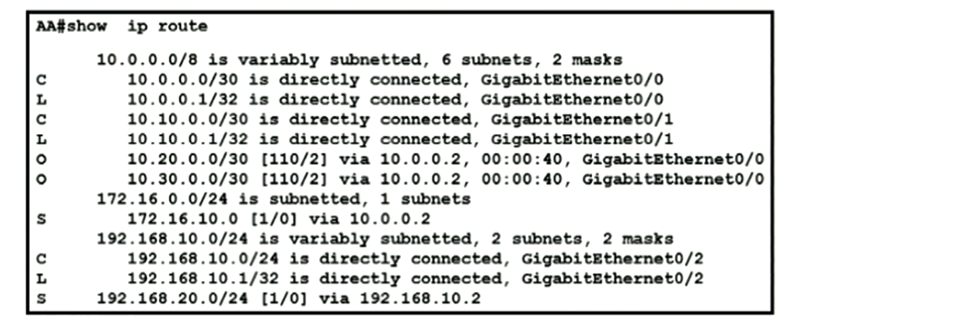 AA#show ip route
10.0.0.0/8 is variably subnetted, 6 subnets, 2 masks
C 10.0.0.0/30 is directly connected, GigabitEthernet0/0
L 10.0.0.1/32 is directly connected, GigabitEthernet0/0
C 10.10.0.0/30 is directly connected, GigabitEthernet0/1
L 10.10.0.1/32 is directly connected, GigabitEthernet0/1
O 10.20.0.0/30 [110/2] via 10.0.0.2, 00:00:40, GigabitEthernet0/0
O 10.30.0.0/30 [110/2] via 10.0.0.2, 00:00:40, GigabitEthernet0/0
172.16.0.0/24 is subnetted, 1 subnets
S 172.16.10.0 [1/0] via 10.0.0.2
192.168.10.0/24 is variably subnetted, 2 subnets, 2 masks
C 192.168.10.0/24 is directly connected, GigabitEthernet0/2
L 192.168.10.1/32 is directly connected, GigabitEthernet0/2
S 192.168.20.0/24 [1/0] via 192.168.10.2